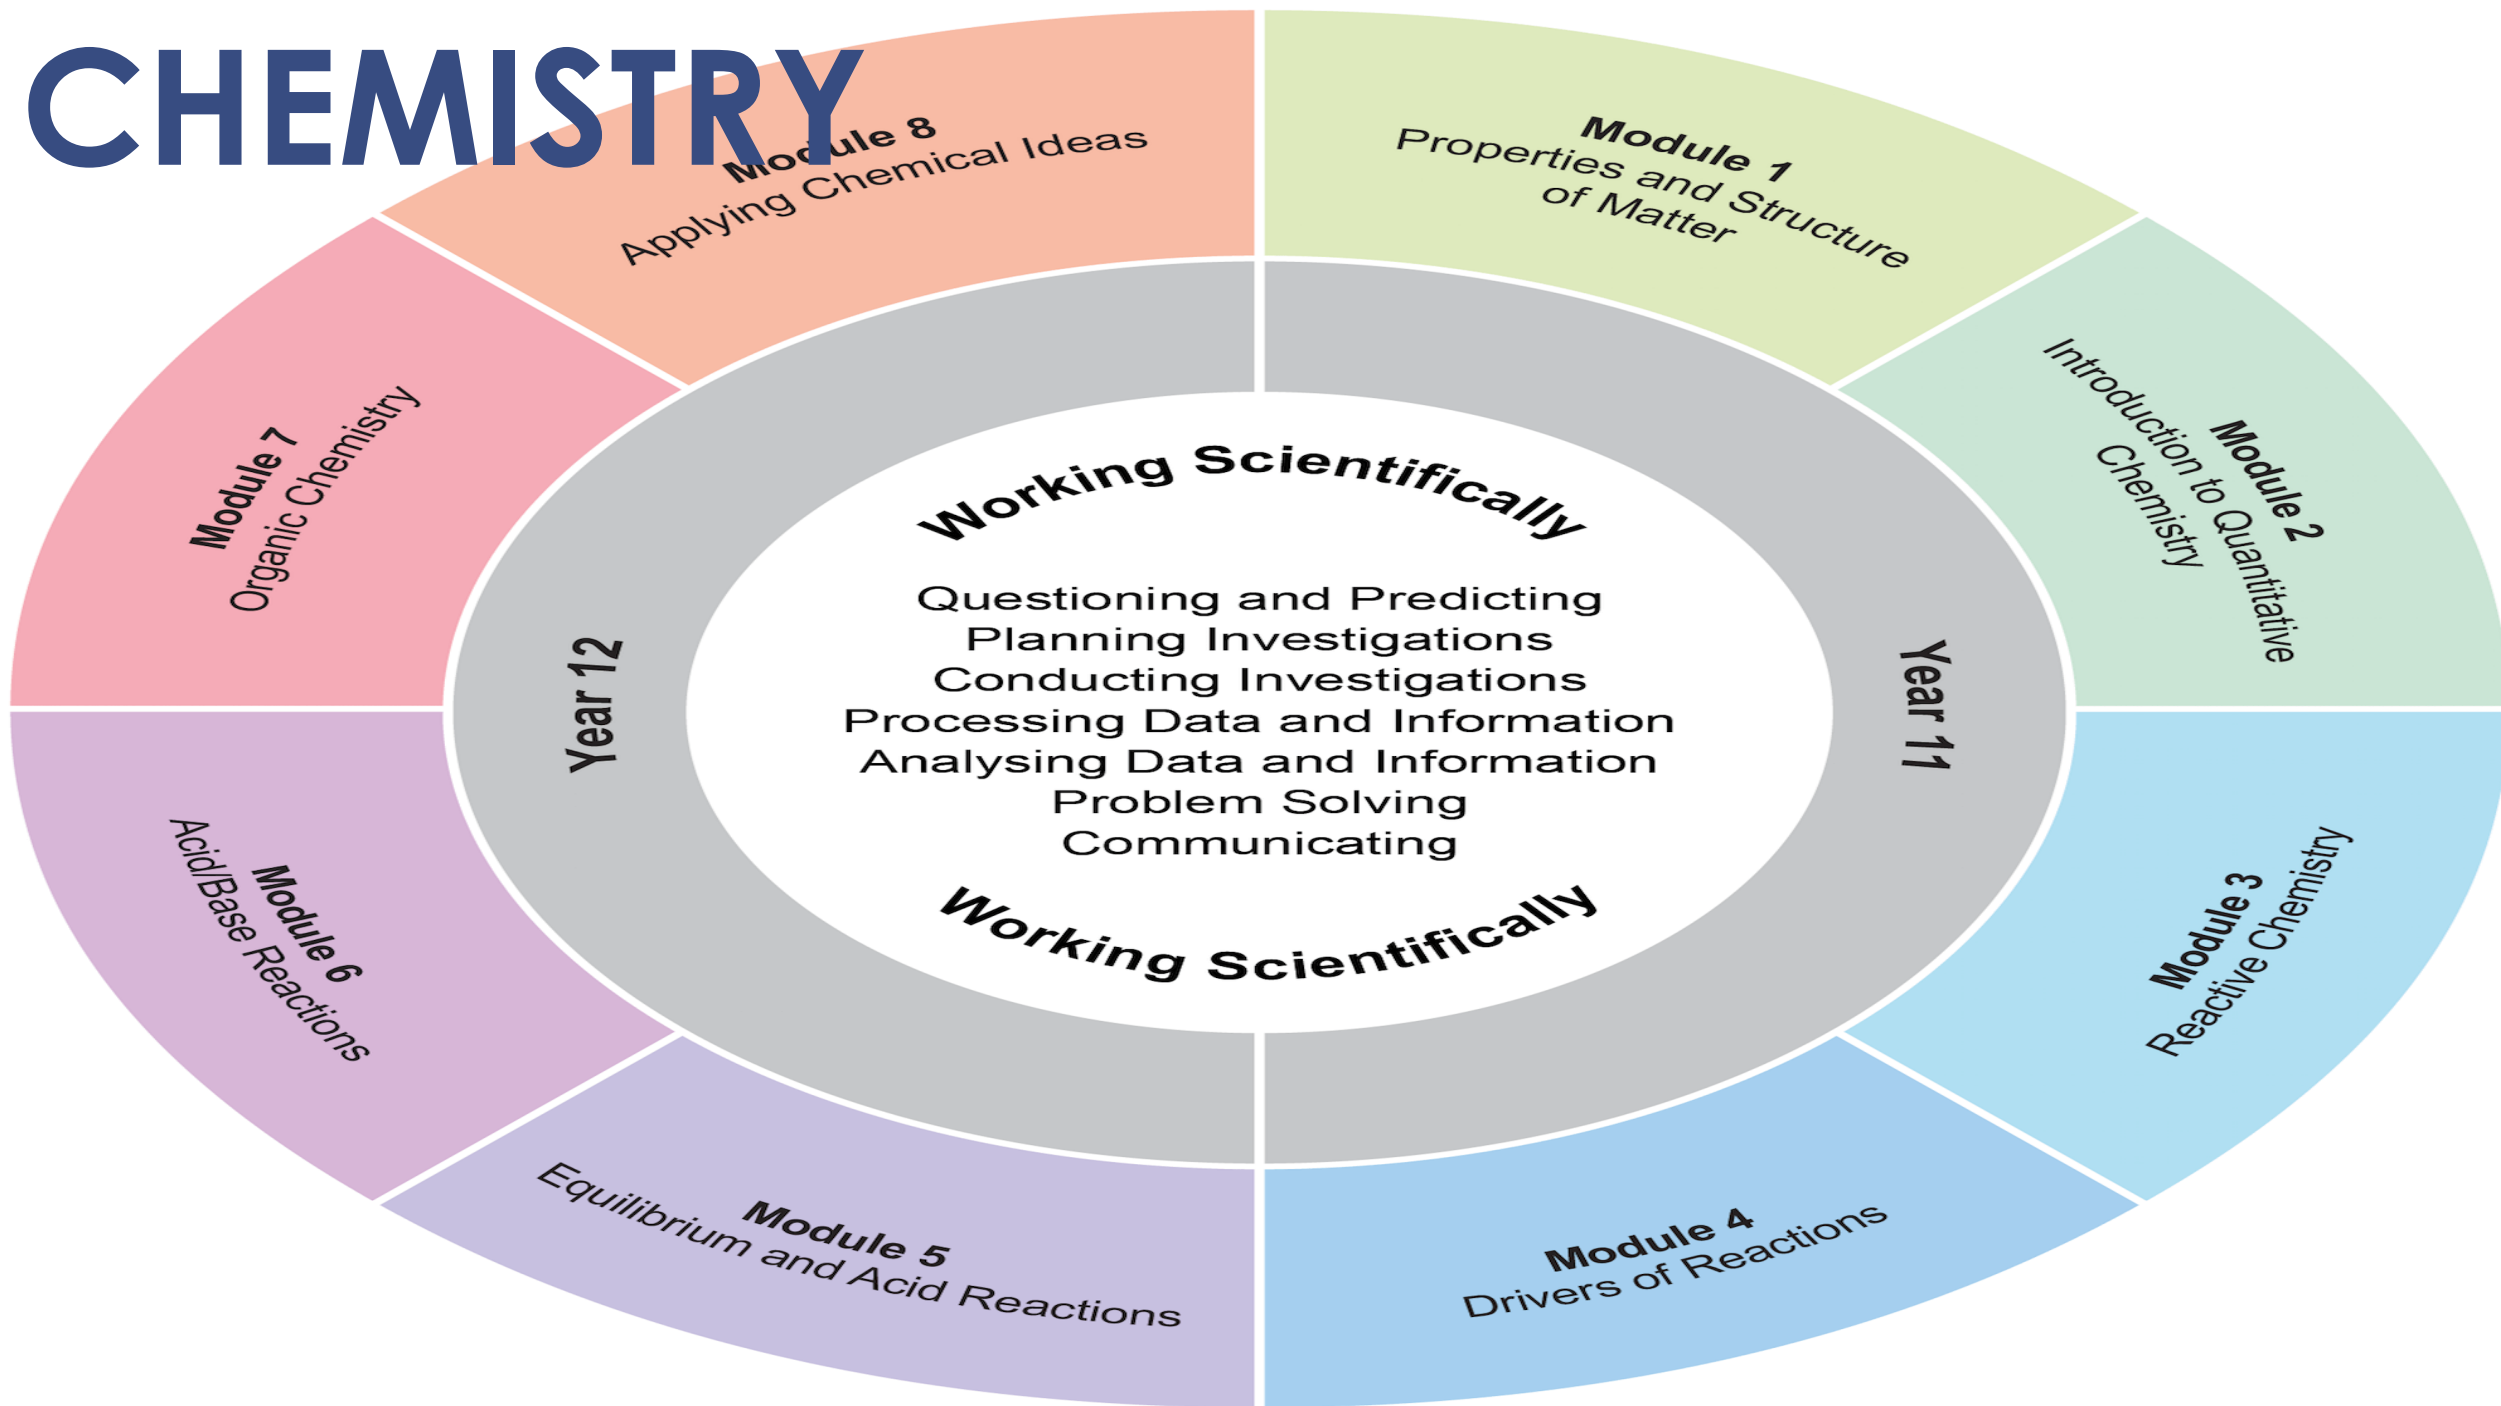 CHEMISTRY
Module 8
Applying Chemical Ideas
Module 1
Properties and Structure
of Matter
Module 2
Introduction to Quantitative
Chemistry
Module 7
Organic Chemistry
Working Scientifically
Questioning and Predicting
Planning Investigations
Conducting Investigations
Processing Data and Information
Analysing Data and Information
Problem Solving
Communicating
Working Scientifically
Year 12
Year 11
Module 3
Reactive Chemistry
Module 6
Acid/Base Reactions
Module 5
Equilibrium and Acid Reactions
Module 4
Drivers of Reactions